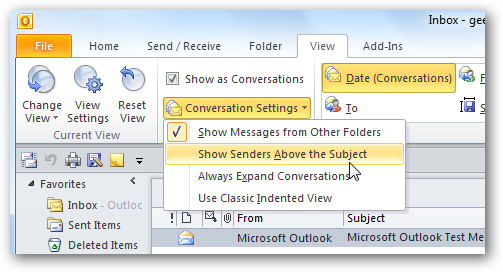 Inbox - gee
File Home Send / Receive Folder View Add-Ins
Show as Conversations
Date (Conversations) F
Change View View Settings Reset View
Conversation Settings
To S
Current View
Show Messages from Other Folders
Show Senders Above the Subject
Always Expand Conversations
Use Classic Indented View
Favorites
Inbox - Outloc
Sent Items
Deleted Items
! From Subject
Microsoft Outlook Microsoft Outlook Test Me